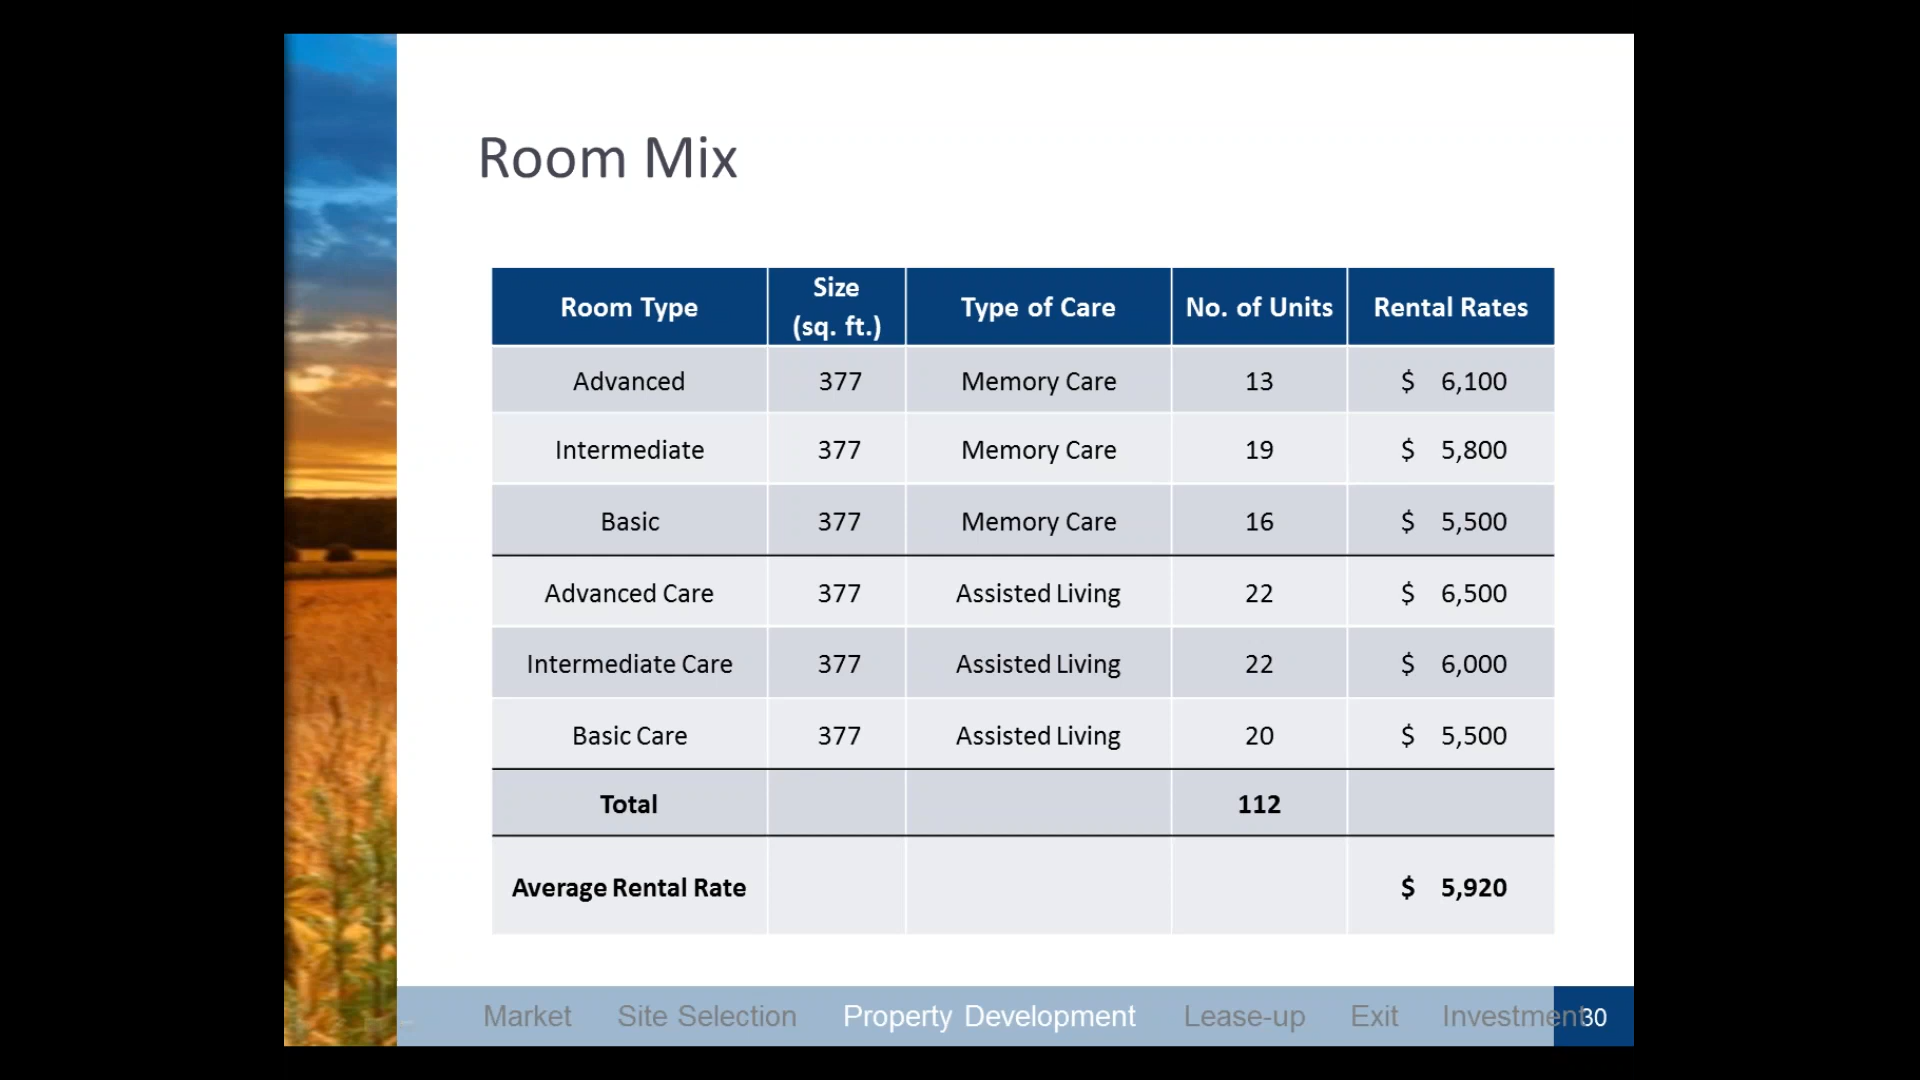 Room Mix
Room Type Size (sq. ft.) Type of Care No. of Units Rental Rates
Advanced 377 Memory Care 13 $ 6,100
Intermediate 377 Memory Care 19 $ 5,800
Basic 377 Memory Care 16 $ 5,500
Advanced Care 377 Assisted Living 22 $ 6,500
Intermediate Care 377 Assisted Living 22 $ 6,000
Basic Care 377 Assisted Living 20 $ 5,500
Total 112
Average Rental Rate $ 5,920
Market Site Selection Property Development Lease-up Exit Investment 30